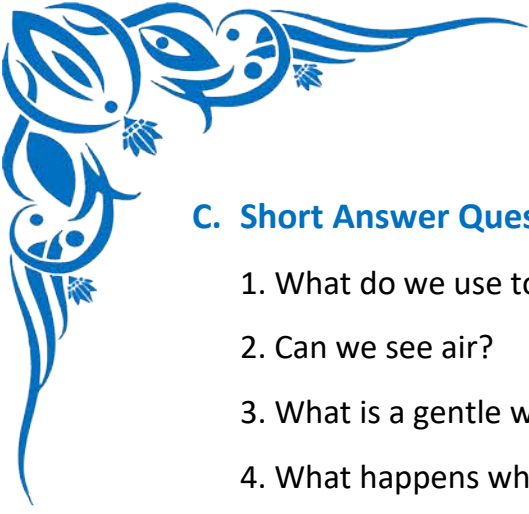 C. Short Answer Ques
1. What do we use to
2. Can we see air?
3. What is a gentle w
4. What happens wh